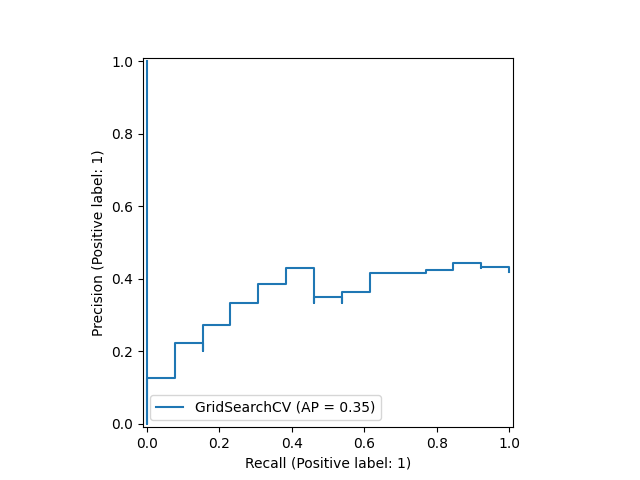 1.0
0.8
0.6
0.4
0.2
0.0
Precision (Positive label: 1)
GridSearchCV (AP = 0.35)
0.0 0.2 0.4 0.6 0.8 1.0
Recall (Positive label: 1)